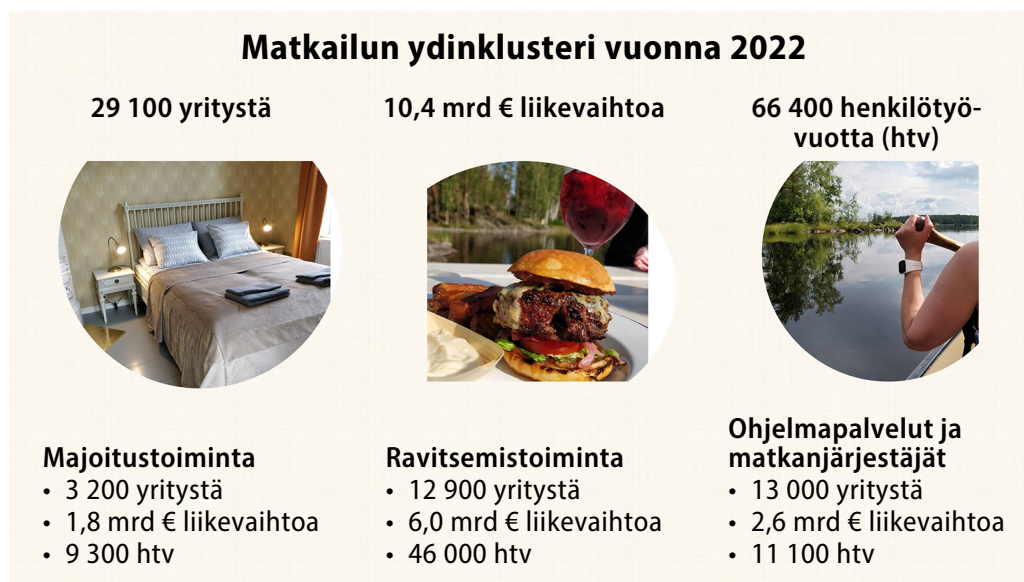 Matkailun ydinklusteri vuonna 2022
29 100 yritystä
10,4 mrd € liikevaihtoa
66 400 henkilötyö-
vuotta (htv)
Majoitustoiminta
• 3 200 yritystä
• 1,8 mrd € liikevaihtoa
• 9 300 htv
Ravitsemistoiminta
• 12 900 yritystä
• 6,0 mrd € liikevaihtoa
• 46 000 htv
Ohjelmapalvelut ja
matkanjärjestäjät
• 13 000 yritystä
• 2,6 mrd € liikevaihtoa
• 11 100 htv